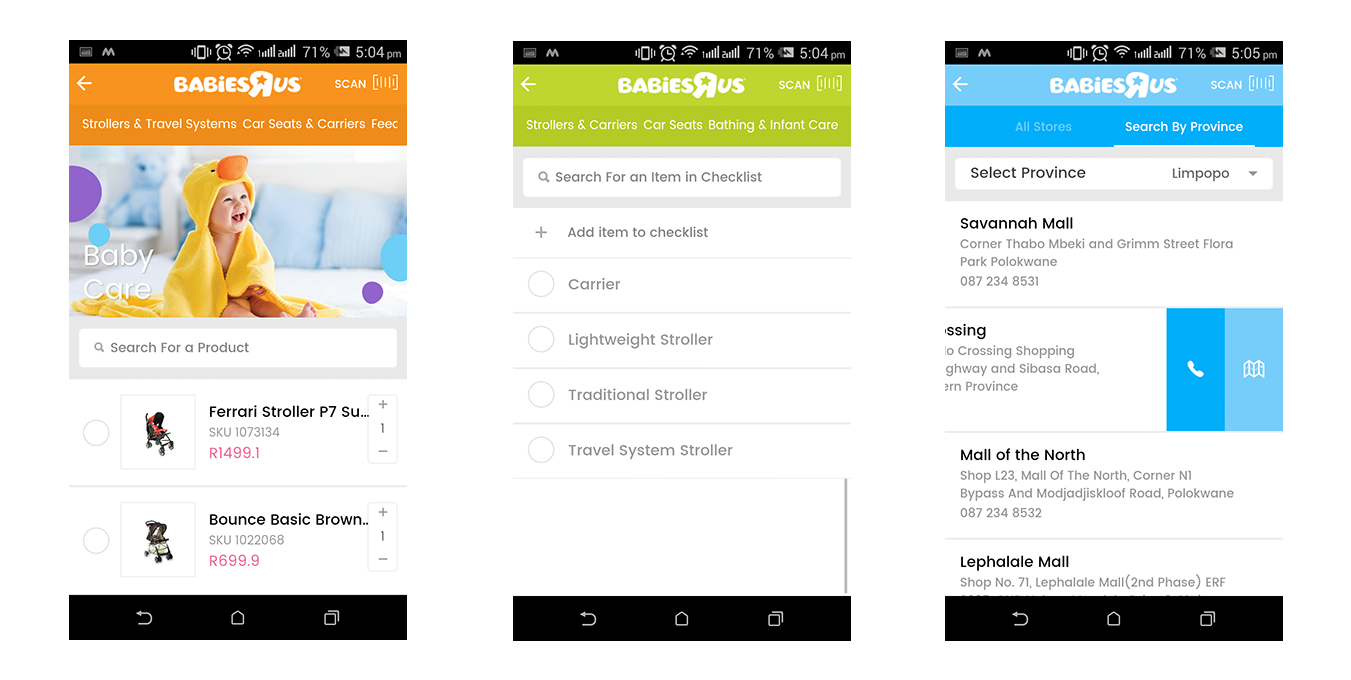 71% 5:04 pm
BABIES R US
SCAN
Strollers & Travel Systems Car Seats & Carriers Feec
Baby
Care
Search For a Product
Ferrari Stroller P7 Su...
SKU 1073134
R1499.1
+
1
−
Bounce Basic Brown..
SKU 1022068
R699.9
+
1
−
71% 5:04 pm
BABIES R US
SCAN
Strollers & Carriers Car Seats Bathing & Infant Care
Search For an Item in Checklist
+ Add item to checklist
Carrier
Lightweight Stroller
Traditional Stroller
Travel System Stroller
71% 5:05 pm
BABIES R US
SCAN
All Stores Search By Province
Select Province Limpopo
Savannah Mall
Corner Thabo Mbeki and Grimm Street Flora
Park Polokwane
087 234 8531
ssing
o Crossing Shopping
ghway and Sibasa Road,
ern Province
Mall of the North
Shop L23, Mall Of The North, Corner N1
Bypass And Modjadjiskloof Road, Polokwane
087 234 8532
Lephalale Mall
Shop No. 71, Lephalale Mall(2nd Phase) ERF